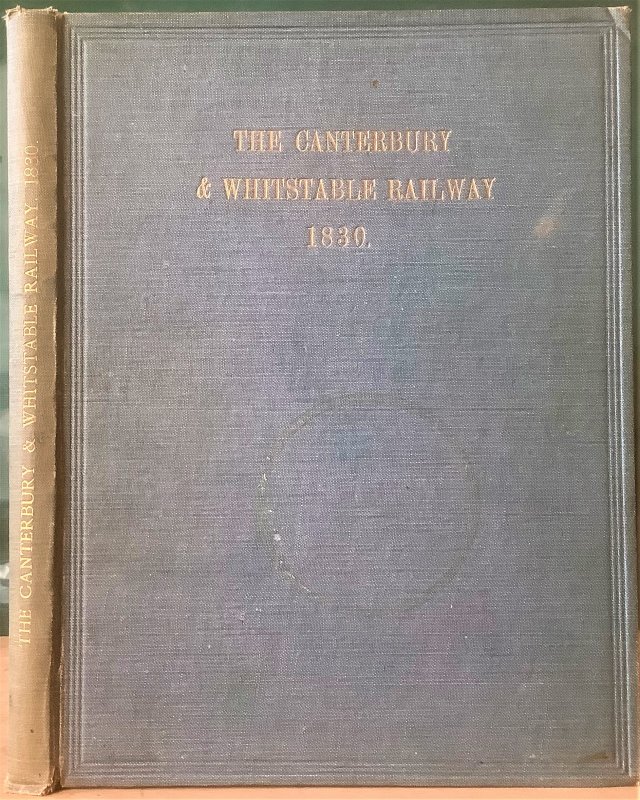 THE CANTERBURY
& WHITSTABLE RAILWAY
1830.
THE CANTERBURY & WHITSTABLE RAILWAY. 1830.